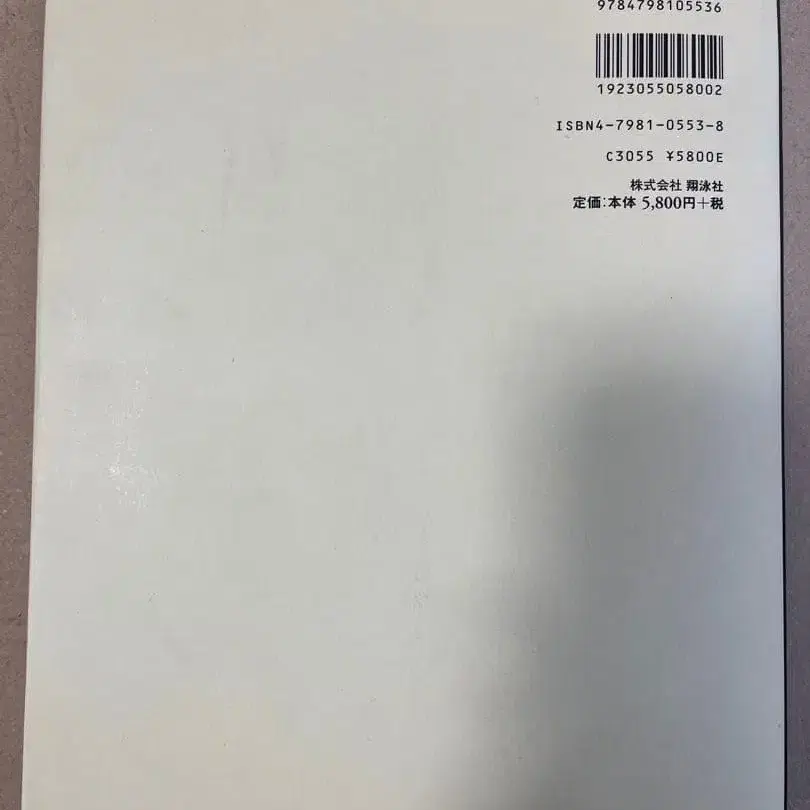 9784798105536
1923055058002
ISBN4-7981-0553-8
C3055 ¥5800E
株式会社 翔泳社
定価:本体 5,800円+税